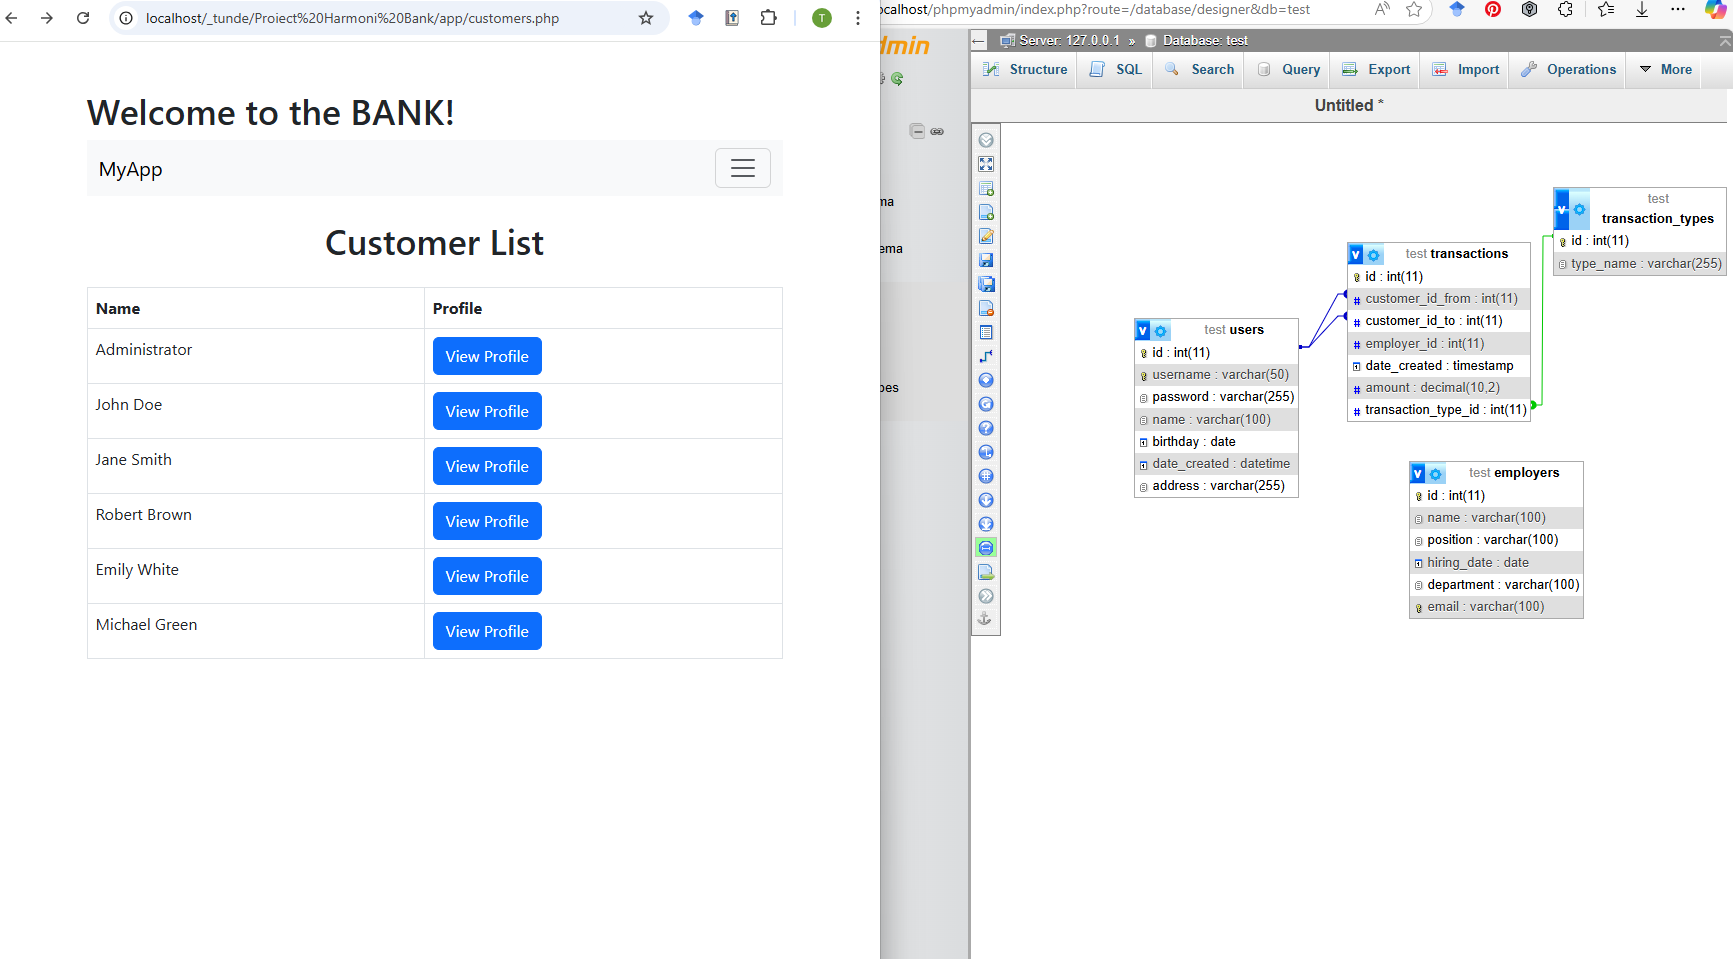 localhost/_tunde/Proiect%20Harmoni%20Bank/app/customers.php
T
Welcome to the BANK!
MyApp
Customer List
Name Profile
Administrator View Profile
John Doe View Profile
Jane Smith View Profile
Robert Brown View Profile
Emily White View Profile
Michael Green View Profile
ocalhost/phpmyadmin/index.php?route=/database/designer&db=test
dmin
ma
ema
pes
Server: 127.0.0.1 » Database: test
Structure SQL Search Query Export Import Operations More
Untitled *
test users
id : int(11)
username : varchar(50)
password : varchar(255)
name : varchar(100)
birthday : date
date_created : datetime
address : varchar(255)
test transactions
id : int(11)
customer_id_from : int(11)
customer_id_to : int(11)
employer_id : int(11)
date_created : timestamp
amount : decimal(10,2)
transaction_type_id : int(11)
test
transaction_types
id : int(11)
type_name : varchar(255)
test employers
id : int(11)
name : varchar(100)
position : varchar(100)
hiring_date : date
department : varchar(100)
email : varchar(100)